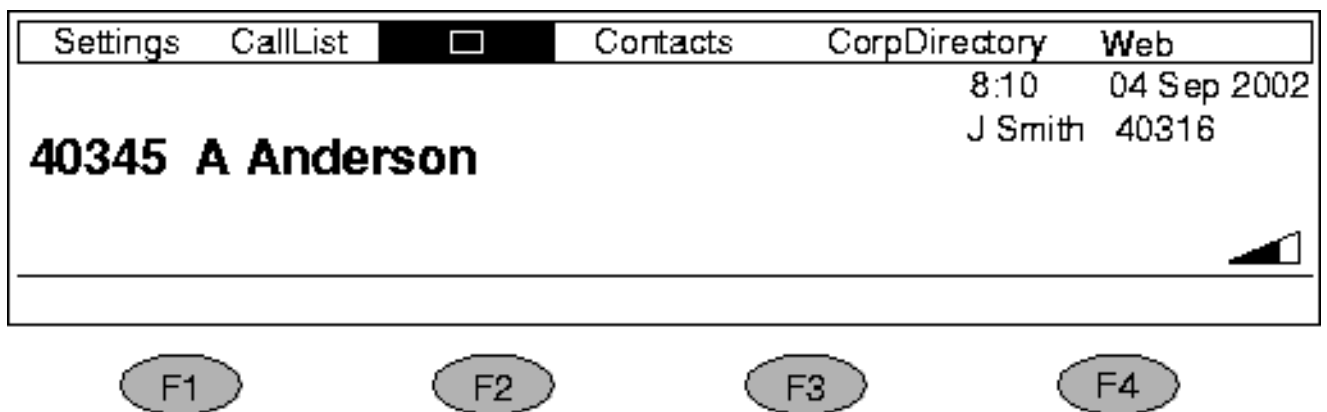 Settings CallList Contacts CorpDirectory Web
8:10 04 Sep 2002
J Smith 40316
40345 A Anderson
F1 F2 F3 F4